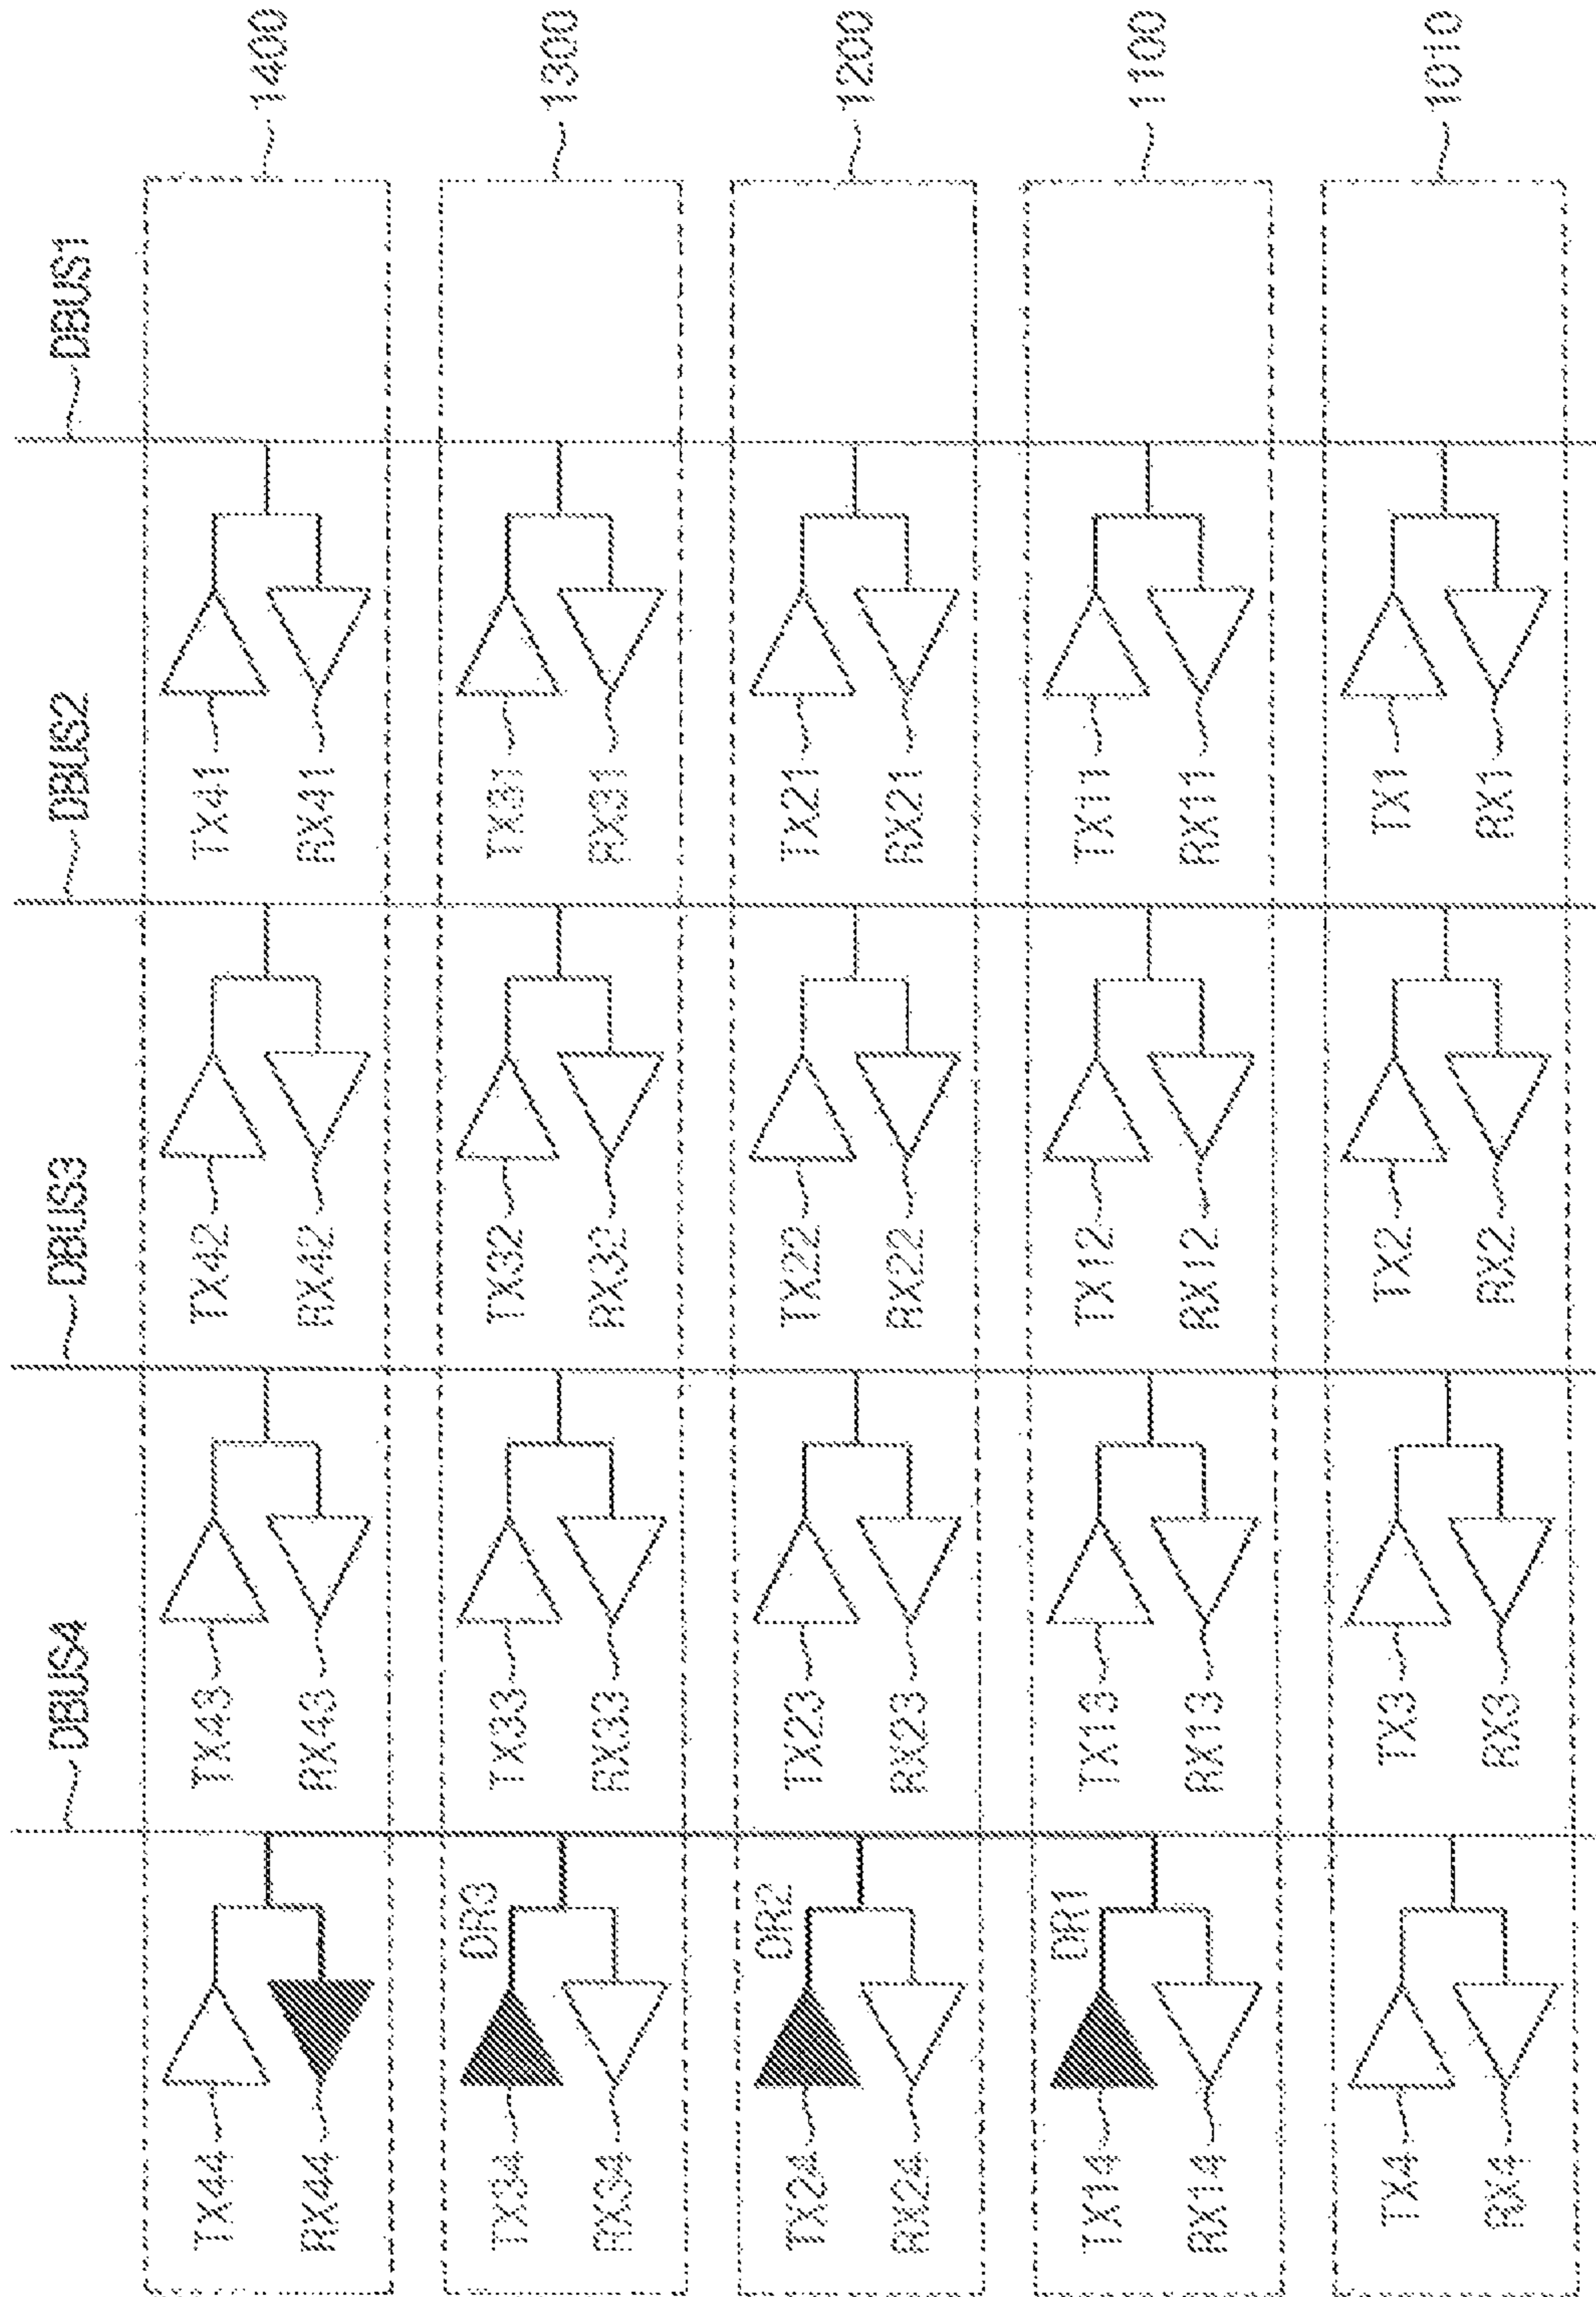 DBUS4
DBUS3
DBUS2
DBUS1
TX44
TX43
TX42
TX41
1400
RX44
RX43
RX42
RX41
DR3
TX34
TX33
TX32
TX31
1300
RX34
RX33
RX32
RX31
DR2
TX24
TX23
TX22
TX21
1200
RX24
RX23
RX22
RX21
DR1
TX14
TX13
TX12
TX11
1100
RX14
RX13
RX12
RX11
TX4
TX3
TX2
TX1
1010
RX4
RX3
RX2
RX1